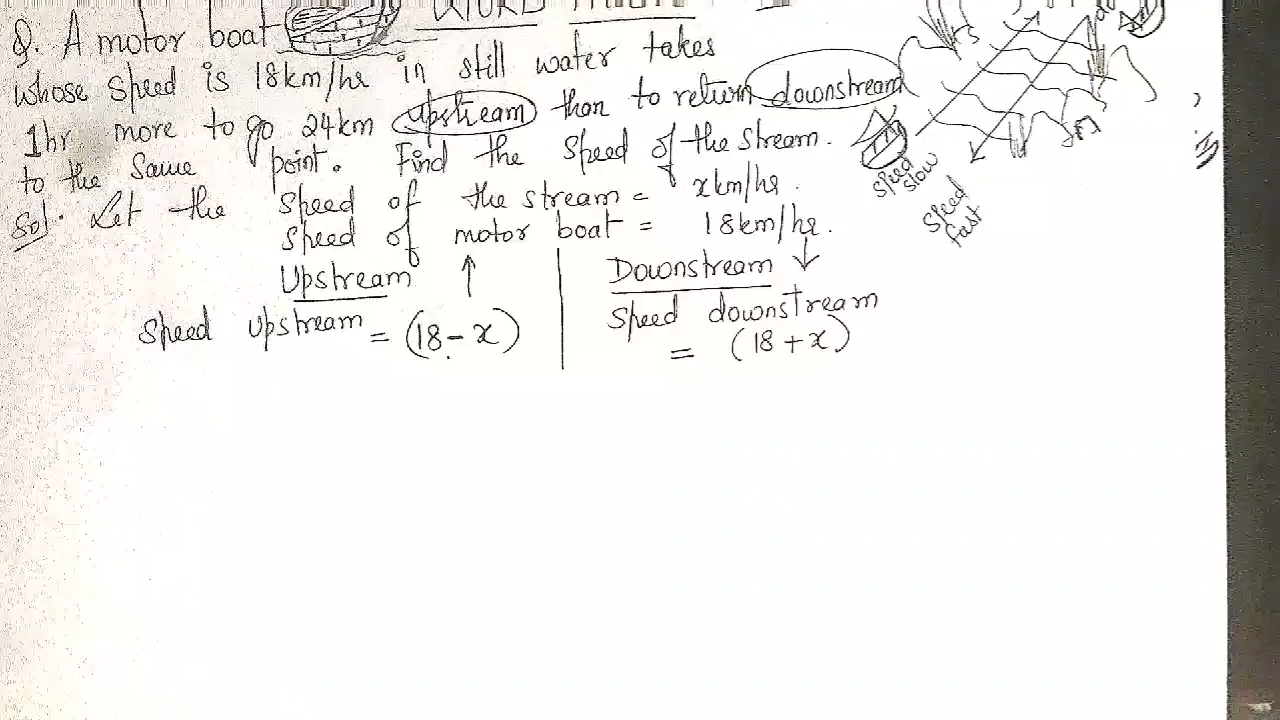 WORD
Q. A motor boat
whose speed is 18km/hr in still water takes
1hr more to go 24km upstream than to return downstream
to the same point. Find the speed of the stream.
Sol. Let the speed of the stream = x km/hr.
speed of motor boat = 18km/hr.
Upstream ↑
Downstream ↓
speed upstream = (18 - x)
speed downstream
= (18 + x)
speed
slow
speed
fast